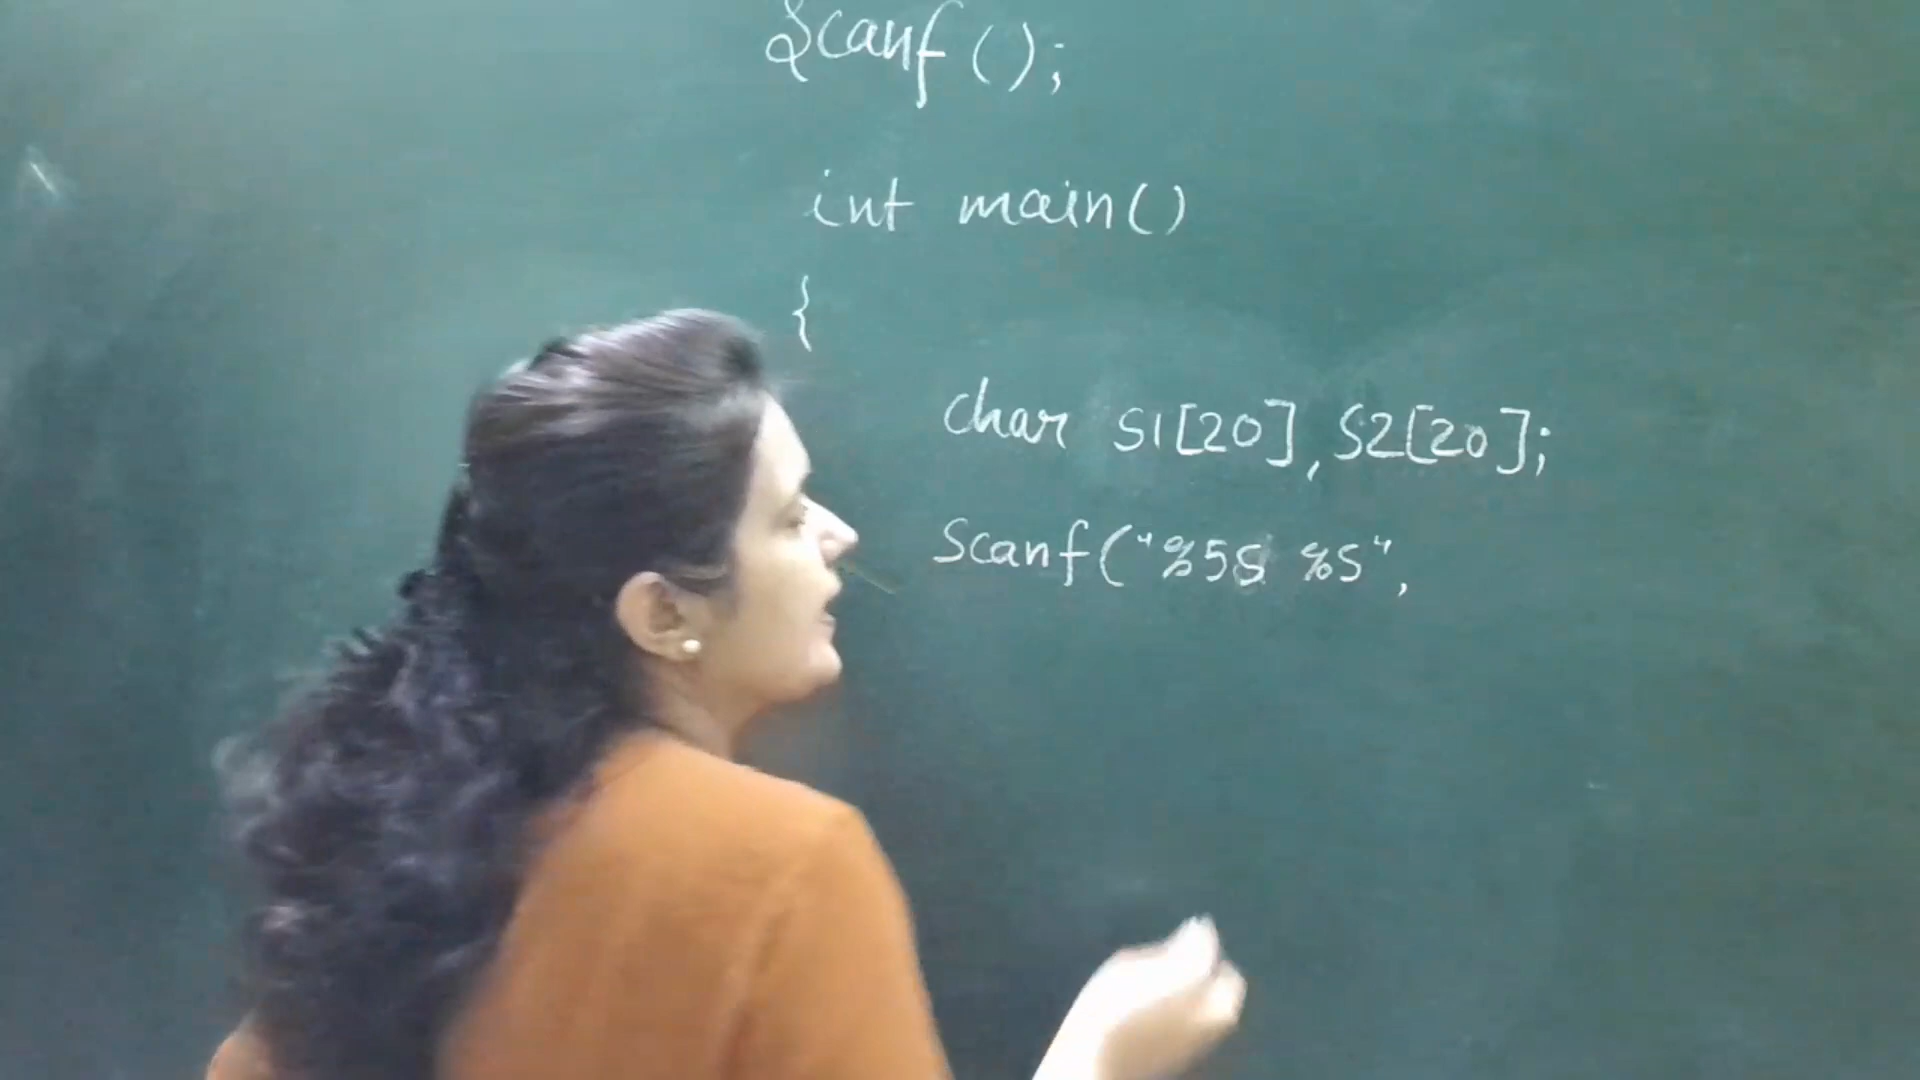 Scanf();
int main()
{
char S1[20], S2[20];
Scanf("%5s %s",